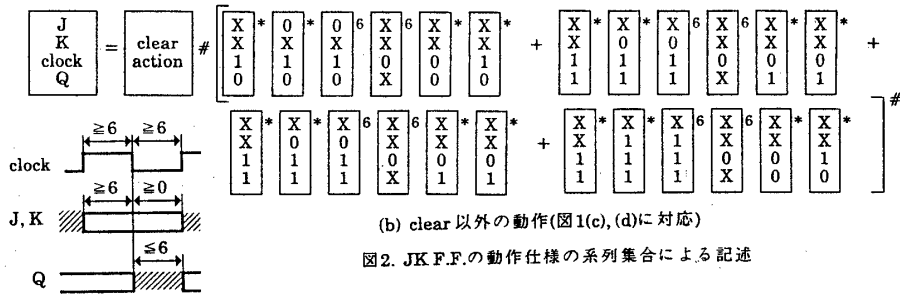 J X * 0 * 0 6 X 6 X * X * X * X * X 6 X 6 X * X *
K X X X X X X + X 0 0 X X X +
clock = clear action # 1 1 1 0 0 1 1 1 1 0 0 0
Q 0 0 0 X 0 0 1 1 1 X 1 1
X * X * X 6 X 6 X * X * X * X * X 6 X 6 X * X * #
X 0 0 X X X + X 1 1 X X X
1 1 1 0 0 0 1 1 1 0 0 1
1 1 1 X 1 1 1 1 1 X 0 0
≧6 ≧6
clock
≧6 ≧0
J, K
≦6
Q
(b) clear 以外の動作(図1(c), (d)に対応)
図2. JK F.F.の動作仕様の系列集合による記述